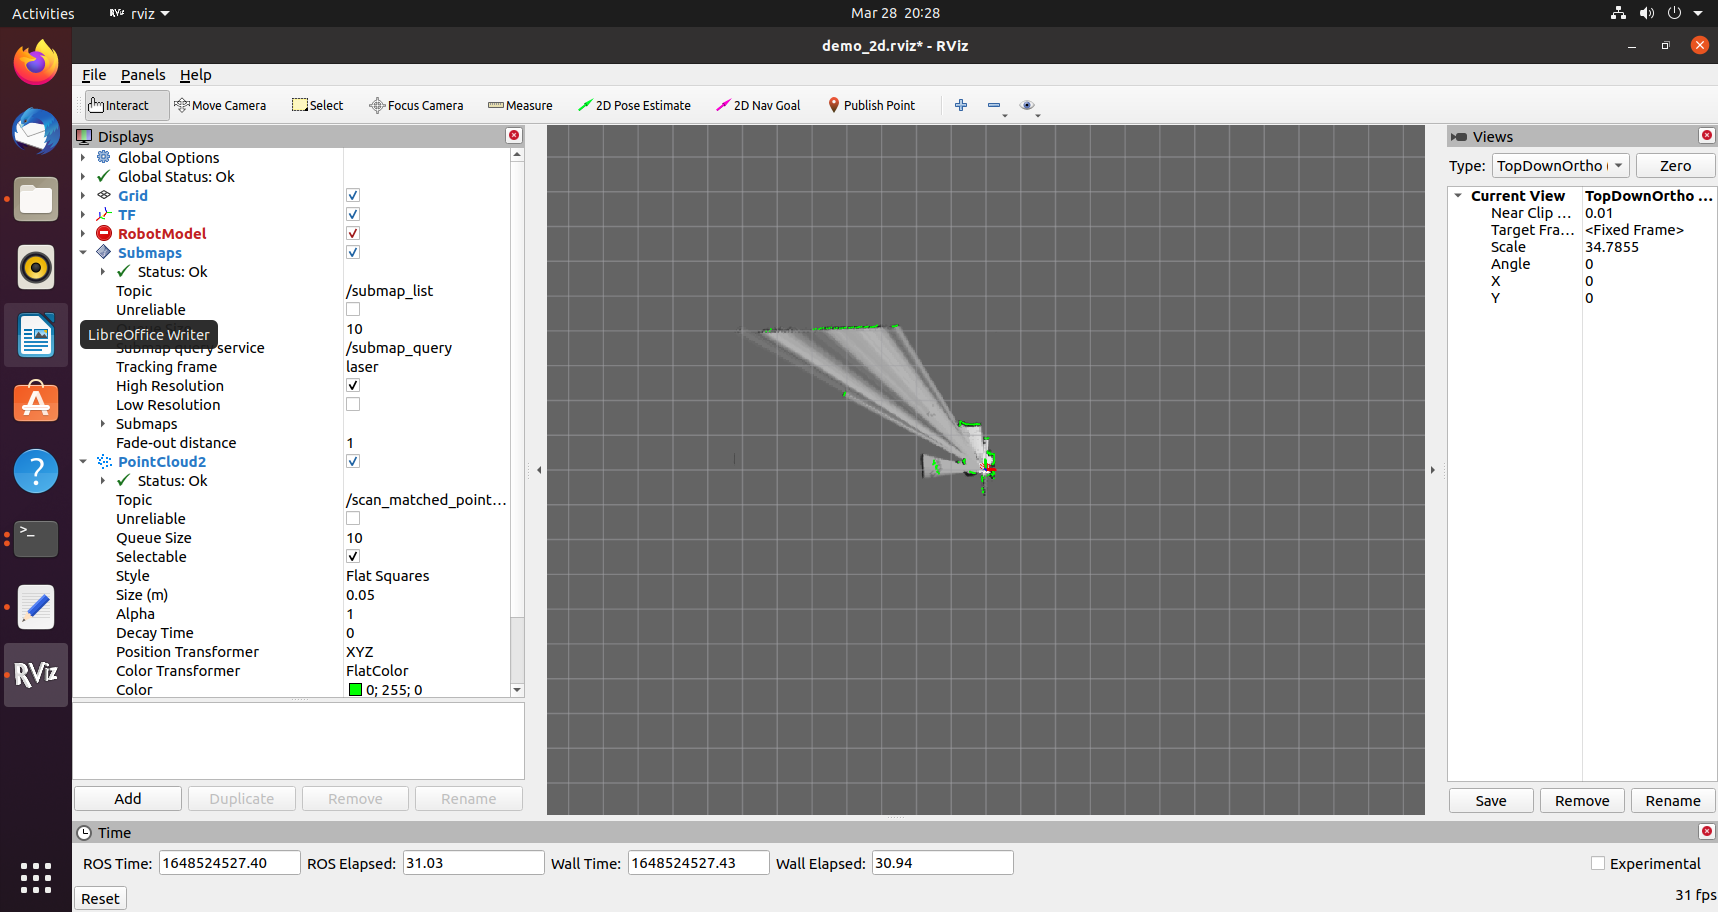 Activities rviz Mar 28 20:28
demo_2d.rviz* - RViz
File Panels Help
Interact Move Camera Select Focus Camera Measure 2D Pose Estimate 2D Nav Goal Publish Point
Displays
Global Options
Global Status: Ok
Grid
TF
RobotModel
Submaps
Status: Ok
Topic /submap_list
Unreliable
10
LibreOffice Writer
Submap query service /submap_query
Tracking frame laser
High Resolution
Low Resolution
Submaps
Fade-out distance 1
PointCloud2
Status: Ok
Topic /scan_matched_point...
Unreliable
Queue Size 10
Selectable
Style Flat Squares
Size (m) 0.05
Alpha 1
Decay Time 0
Position Transformer XYZ
Color Transformer FlatColor
Color 0; 255; 0
Add Duplicate Remove Rename
Views
Type: TopDownOrtho ( Zero
Current View TopDownOrtho ...
Near Clip ... 0.01
Target Fra... <Fixed Frame>
Scale 34.7855
Angle 0
X 0
Y 0
Save Remove Rename
Time
ROS Time: 1648524527.40 ROS Elapsed: 31.03 Wall Time: 1648524527.43 Wall Elapsed: 30.94 Experimental
Reset 31 fps
RViz